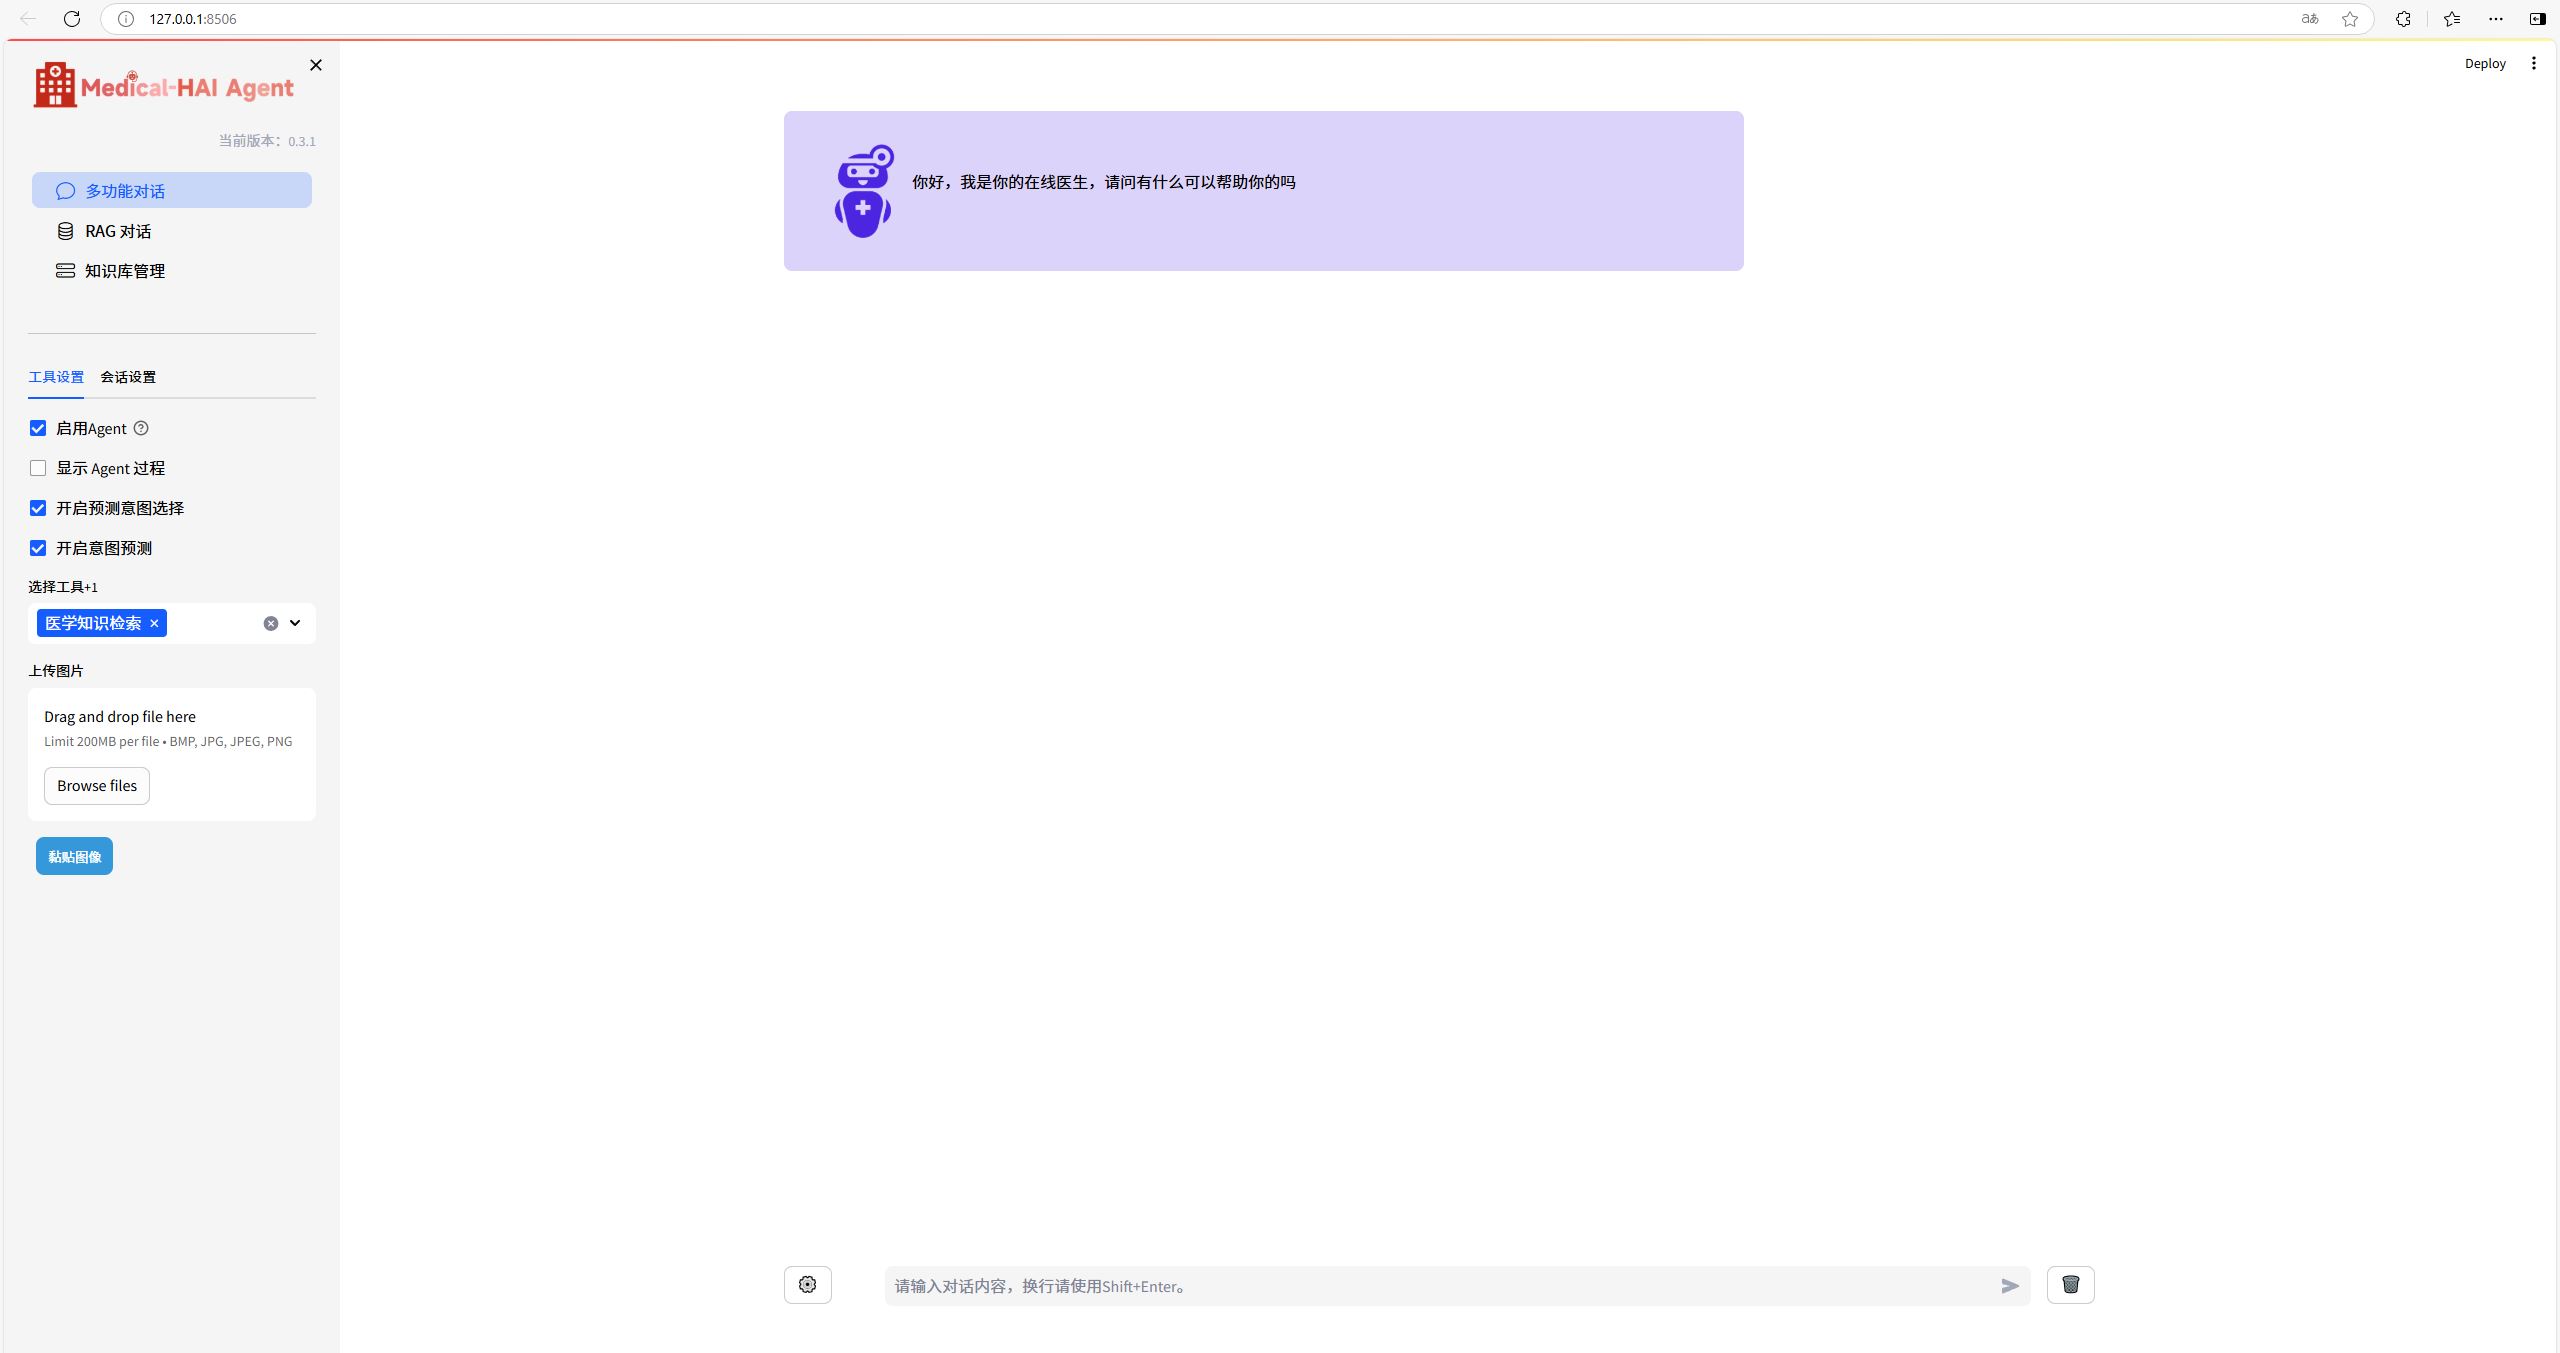 127.0.0.1:8506
Medical-HAI Agent
Deploy
当前版本：0.3.1
多功能对话
RAG 对话
知识库管理
工具设置 会话设置
启用Agent
显示 Agent 过程
开启预测意图选择
开启意图预测
选择工具+1
医学知识检索
上传图片
Drag and drop file here
Limit 200MB per file • BMP, JPG, JPEG, PNG
Browse files
黏贴图像
你好，我是你的在线医生，请问有什么可以帮助你的吗
请输入对话内容，换行请使用Shift+Enter。